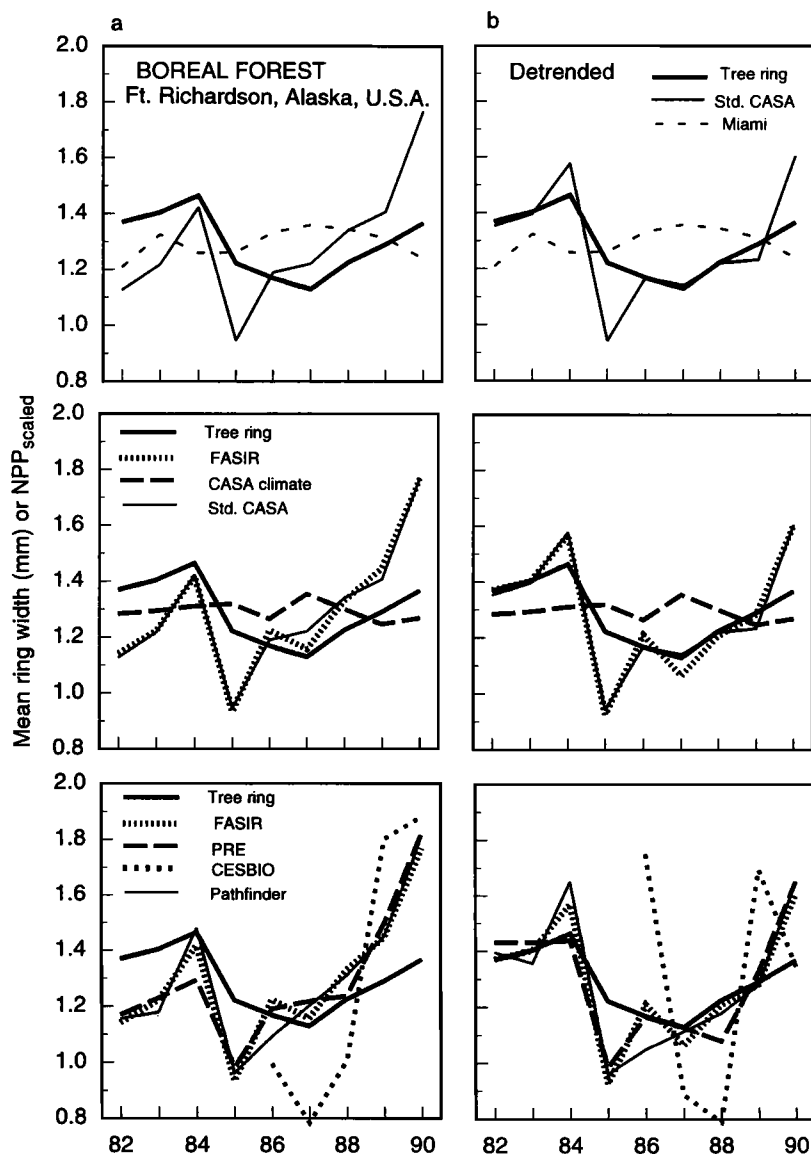 a
b
2.0
1.8
1.6
1.4
1.2
1.0
0.8
BOREAL FOREST
Ft. Richardson, Alaska, U.S.A.
Detrended
Tree ring
Std. CASA
Miami
Mean ring width (mm) or NPPscaled
2.0
1.8
1.6
1.4
1.2
1.0
0.8
Tree ring
FASIR
CASA climate
Std. CASA
2.0
1.8
1.6
1.4
1.2
1.0
0.8
Tree ring
FASIR
PRE
CESBIO
Pathfinder
82 84 86 88 90
82 84 86 88 90